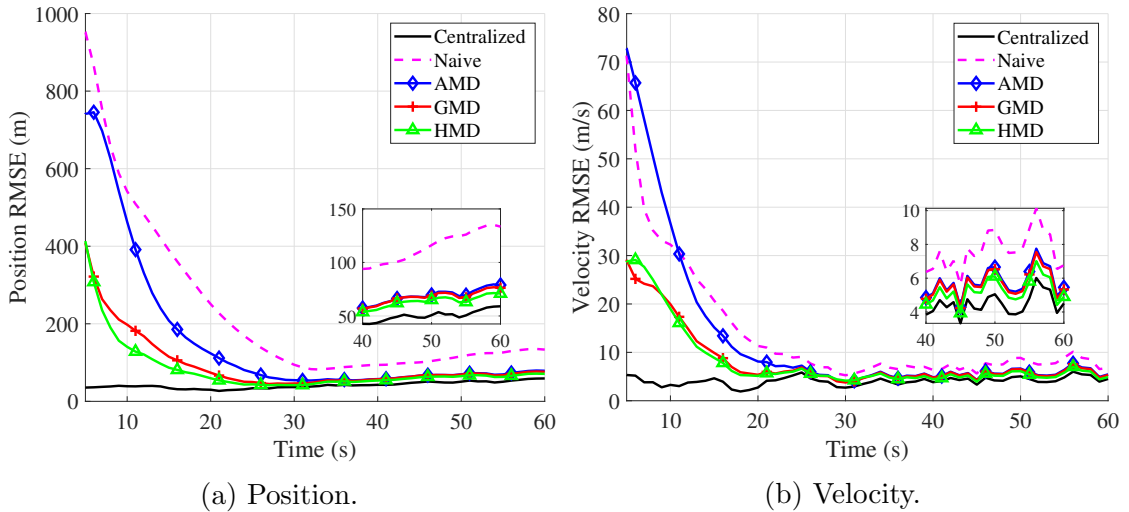 1000
800
600
400
200
0
Position RMSE (m)
10 20 30 40 50 60
Time (s)
Centralized
Naive
AMD
GMD
HMD
150
100
50
40 50 60
(a) Position.
80
70
60
50
40
30
20
10
0
Velocity RMSE (m/s)
10 20 30 40 50 60
Time (s)
Centralized
Naive
AMD
GMD
HMD
10
8
6
4
40 50 60
(b) Velocity.